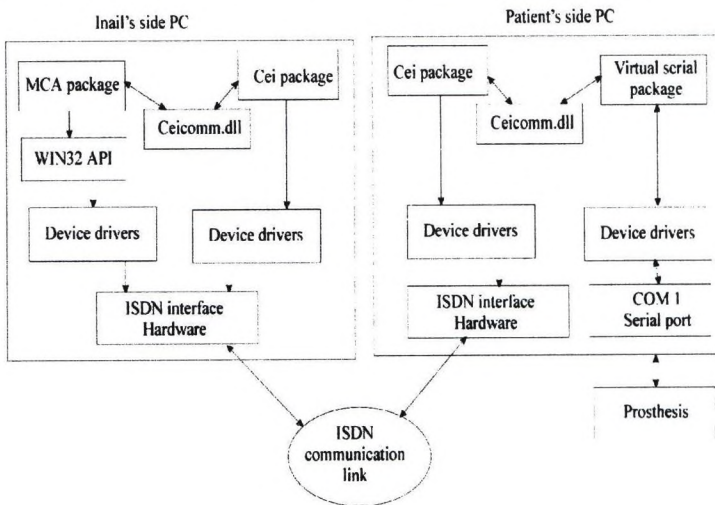 Inail's side PC
MCA package
Cei package
Ceicomm.dll
WIN32 API
Device drivers
Device drivers
ISDN interface
Hardware
Patient's side PC
Cei package
Virtual serial
package
Ceicomm.dll
Device drivers
Device drivers
ISDN interface
Hardware
COM 1
Serial port
Prosthesis
ISDN
communication
link